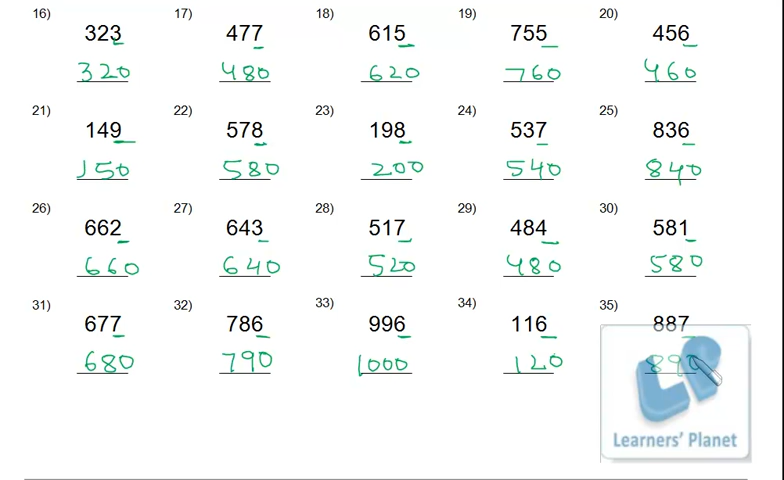 16) 17) 18) 19) 20)
323 477 615 755 456
320 480 620 760 460
21) 22) 23) 24) 25)
149 578 198 537 836
150 580 200 540 840
26) 27) 28) 29) 30)
662 643 517 484 581
660 640 520 480 580
31) 32) 33) 34) 35)
677 786 996 116 887
680 790 1000 120 890
LP
Learners' Planet